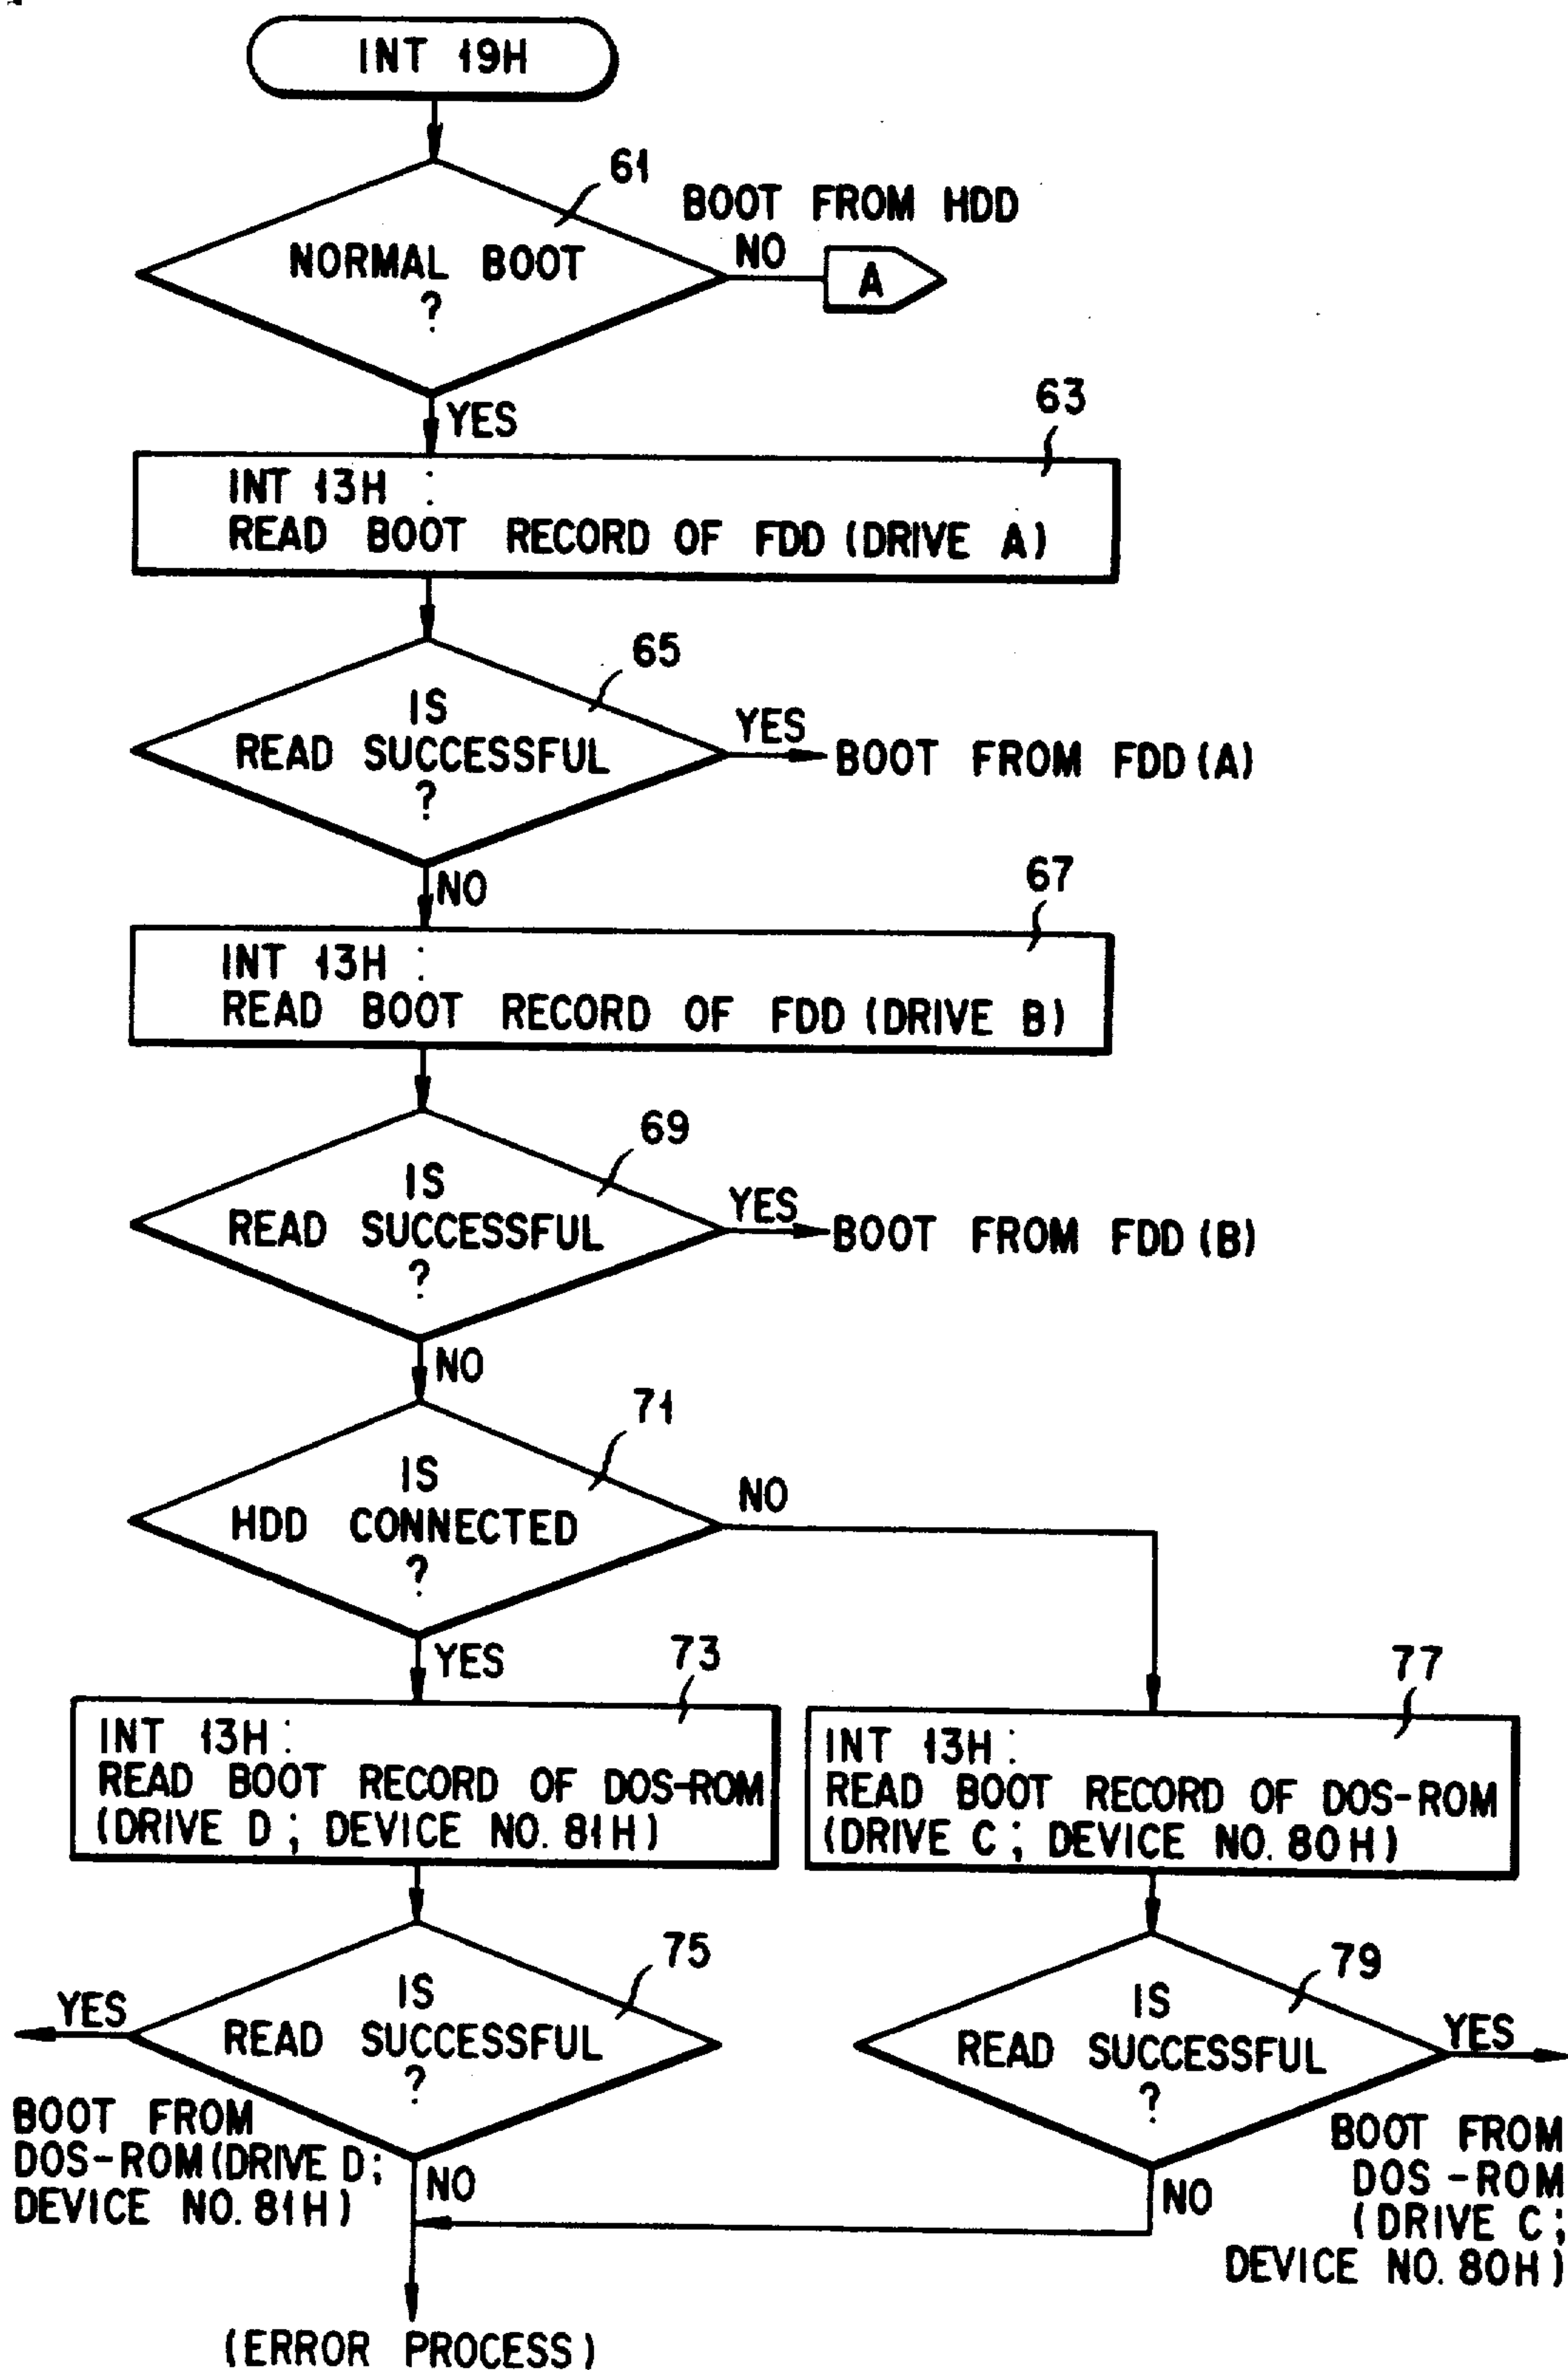 INT 19H
61
BOOT FROM HDD
NORMAL BOOT
?
NO
A
YES
63
INT 13H :
READ BOOT RECORD OF FDD (DRIVE A)
65
IS
READ SUCCESSFUL
?
YES
BOOT FROM FDD (A)
NO
67
INT 13H :
READ BOOT RECORD OF FDD (DRIVE B)
69
IS
READ SUCCESSFUL
?
YES
BOOT FROM FDD (B)
NO
71
IS
HDD CONNECTED
?
NO
YES
73
INT 13H :
READ BOOT RECORD OF DOS-ROM
(DRIVE D ; DEVICE NO. 81H)
77
INT 13H :
READ BOOT RECORD OF DOS-ROM
(DRIVE C ; DEVICE NO. 80H)
75
IS
READ SUCCESSFUL
?
YES
BOOT FROM
DOS-ROM (DRIVE D ;
DEVICE NO. 81H)
NO
79
IS
READ SUCCESSFUL
?
YES
BOOT FROM
DOS-ROM
(DRIVE C ;
DEVICE NO. 80H)
NO
(ERROR PROCESS)